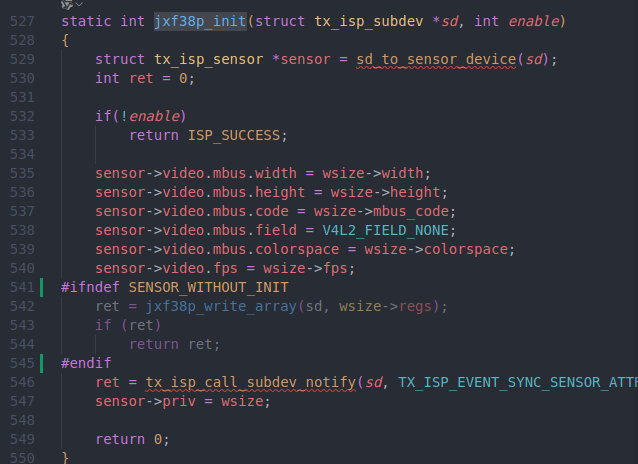 527 static int jxf38p_init(struct tx_isp_subdev *sd, int enable)
528 {
529     struct tx_isp_sensor *sensor = sd_to_sensor_device(sd);
530     int ret = 0;
531
532     if(!enable)
533         return ISP_SUCCESS;
534
535     sensor->video.mbus.width = wsize->width;
536     sensor->video.mbus.height = wsize->height;
537     sensor->video.mbus.code = wsize->mbus_code;
538     sensor->video.mbus.field = V4L2_FIELD_NONE;
539     sensor->video.mbus.colorspace = wsize->colorspace;
540     sensor->video.fps = wsize->fps;
541 #ifndef SENSOR_WITHOUT_INIT
542     ret = jxf38p_write_array(sd, wsize->regs);
543     if (ret)
544         return ret;
545 #endif
546     ret = tx_isp_call_subdev_notify(sd, TX_ISP_EVENT_SYNC_SENSOR_ATT
547     sensor->priv = wsize;
548
549     return 0;
550 }